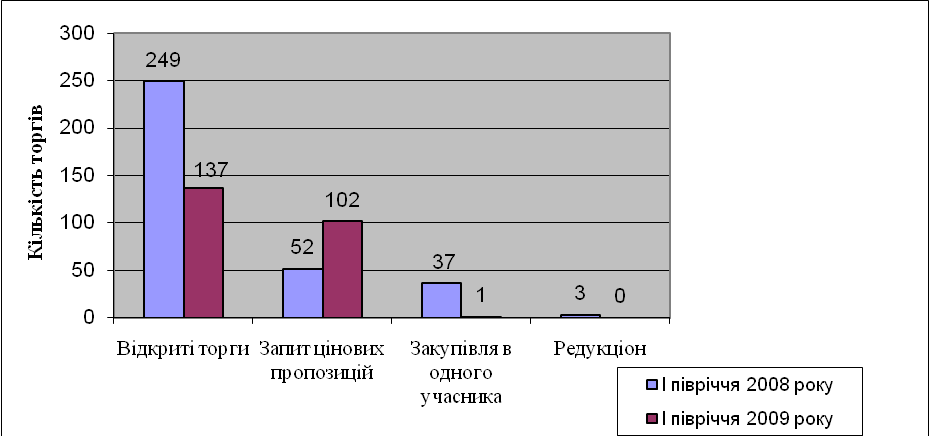 Кількість торгів
300
250
200
150
100
50
0
249
137
52
102
37
1
3
0
Відкриті торги
Запит цінових
пропозицій
Закупівля в
одного
учасника
Редукціон
І півріччя 2008 року
І півріччя 2009 року